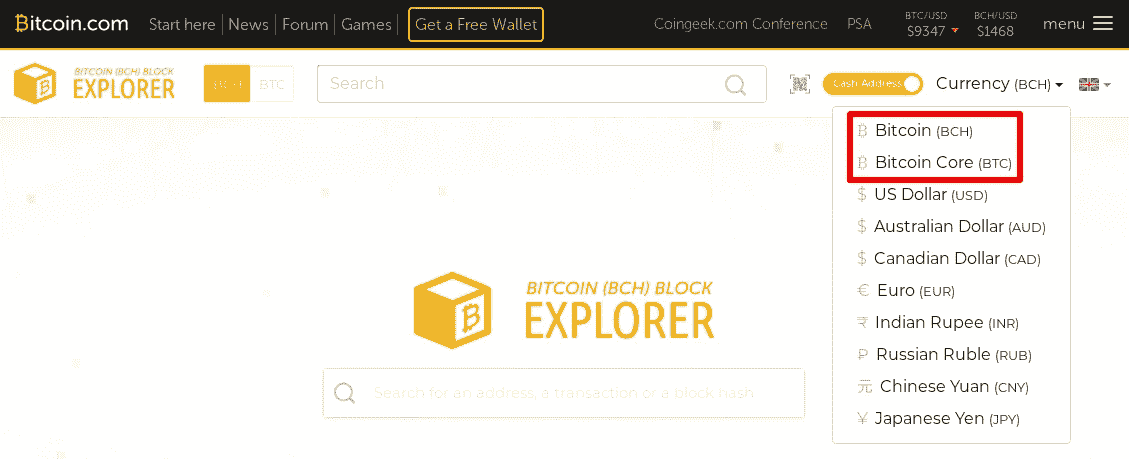 Bitcoin.com Start here News Forum Games Get a Free Wallet Coingeek.com Conference PSA BTC/USD $9347 BCH/USD $1468 menu
BITCOIN (BCH) BLOCK
EXPLORER
BCH BTC Search Cash Address Currency (BCH)
Bitcoin (BCH)
Bitcoin Core (BTC)
$ US Dollar (USD)
$ Australian Dollar (AUD)
$ Canadian Dollar (CAD)
€ Euro (EUR)
₹ Indian Rupee (INR)
₽ Russian Ruble (RUB)
元 Chinese Yuan (CNY)
¥ Japanese Yen (JPY)
BITCOIN (BCH) BLOCK
EXPLORER
Search for an address, a transaction or a block hash